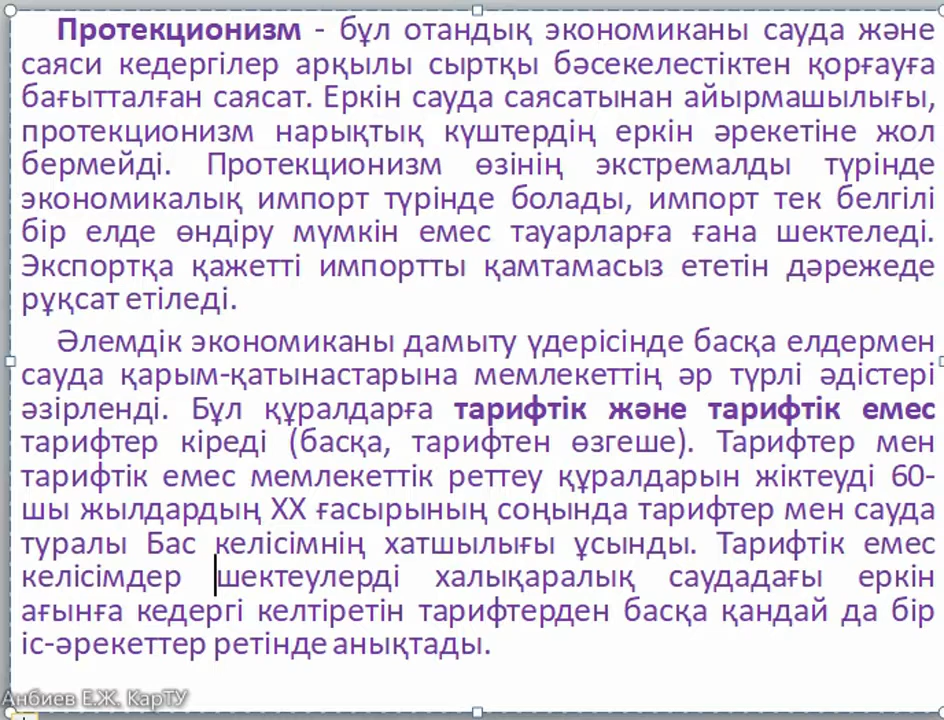 Протекционизм - бұл отандық экономиканы сауда және
саяси кедергілер арқылы сыртқы бәсекелестіктен қорғауға
бағытталған саясат. Еркін сауда саясатынан айырмашылығы,
протекционизм нарықтық күштердің еркін әрекетіне жол
бермейді. Протекционизм өзінің экстремалды түрінде
экономикалық импорт түрінде болады, импорт тек белгілі
бір елде өндіру мүмкін емес тауарларға ғана шектеледі.
Экспортқа қажетті импортты қамтамасыз ететін дәрежеде
рұқсат етіледі.
Әлемдік экономиканы дамыту үдерісінде басқа елдермен
сауда қарым-қатынастарына мемлекеттің әр түрлі әдістері
әзірленді. Бұл құралдарға тарифтік және тарифтік емес
тарифтер кіреді (басқа, тарифтен өзгеше). Тарифтер мен
тарифтік емес мемлекеттік реттеу құралдарын жіктеуді 60-
шы жылдардың ХХ ғасырының соңында тарифтер мен сауда
туралы Бас келісімнің хатшылығы ұсынды. Тарифтік емес
келісімдер шектеулерді халықаралық саудадағы еркін
ағынға кедергі келтіретін тарифтерден басқа қандай да бір
іс-әрекеттер ретінде анықтады.
Анбиев Е.Ж. КарТУ